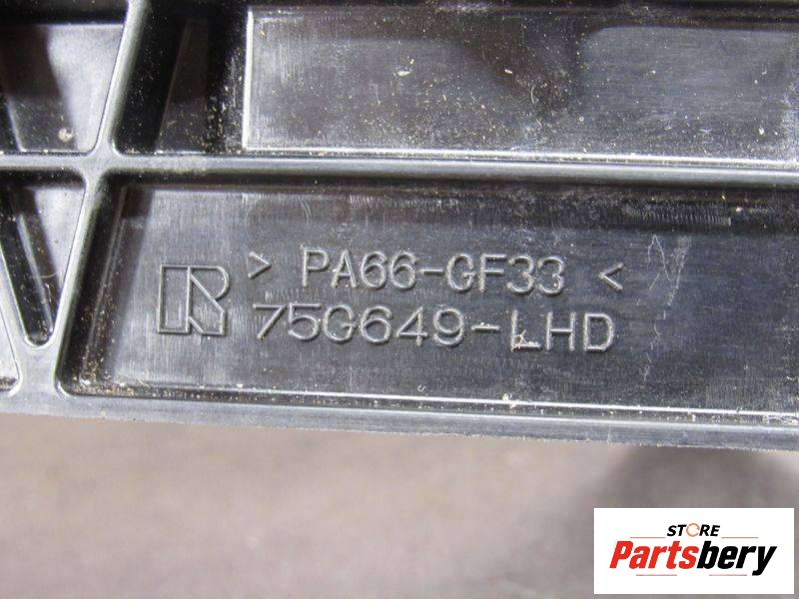 > PA66-GF33 <
R 75G649-LHD
STORE
Partsbery